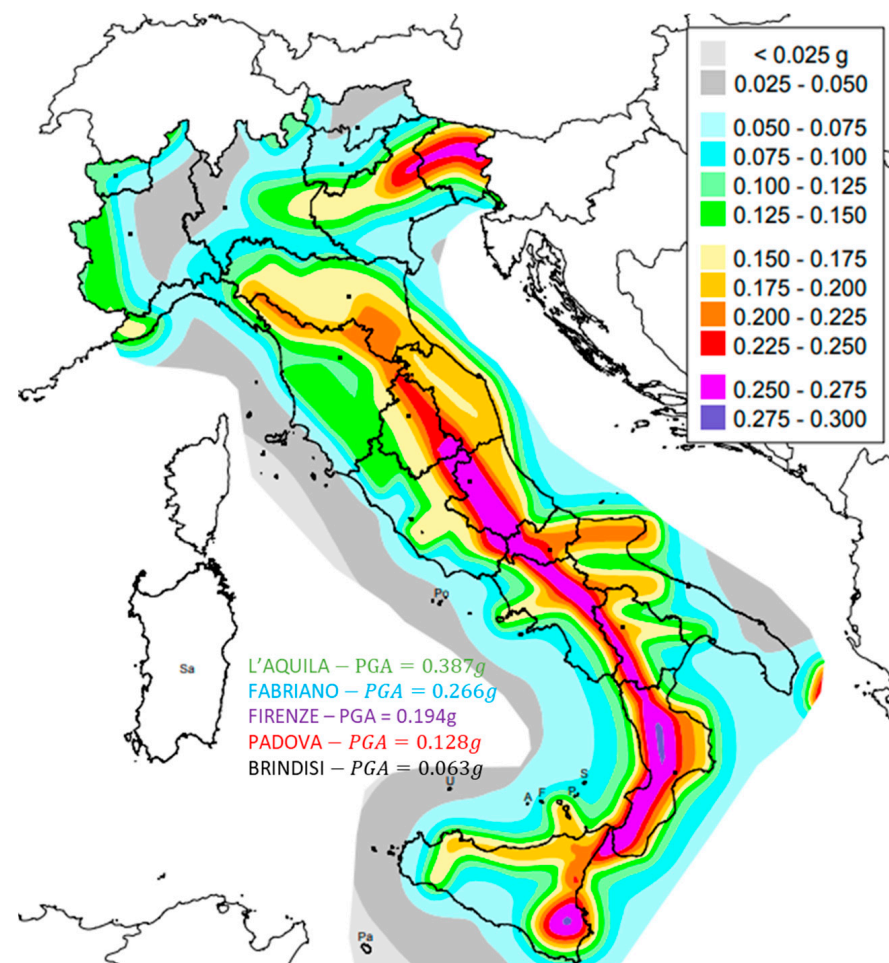 < 0.025 g
0.025 - 0.050
0.050 - 0.075
0.075 - 0.100
0.100 - 0.125
0.125 - 0.150
0.150 - 0.175
0.175 - 0.200
0.200 - 0.225
0.225 - 0.250
0.250 - 0.275
0.275 - 0.300
Po
Sa
L'AQUILA – PGA = 0.387g
FABRIANO – PGA = 0.266g
FIRENZE – PGA = 0.194g
PADOVA – PGA = 0.128g
BRINDISI – PGA = 0.063g
U
S
A F P
Pa